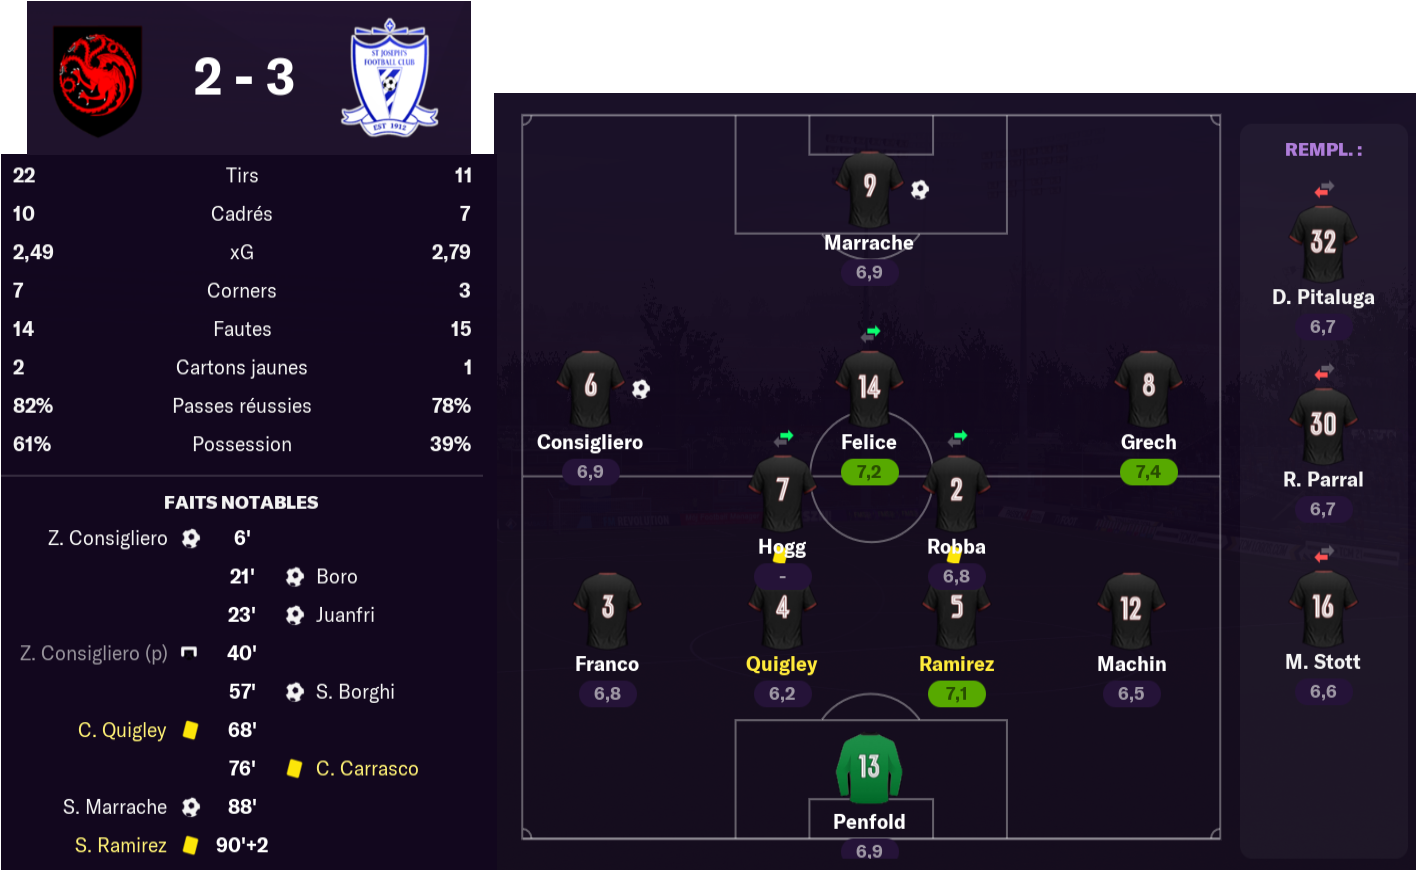 2 - 3
ST JOSEPH'S
FOOTBALL CLUB
EST 1912
22 Tirs 11
10 Cadrés 7
2,49 xG 2,79
7 Corners 3
14 Fautes 15
2 Cartons jaunes 1
82% Passes réussies 78%
61% Possession 39%
FAITS NOTABLES
Z. Consigliero 6'
21' Boro
23' Juanfri
Z. Consigliero (p) 40'
57' S. Borghi
C. Quigley 68'
76' C. Carrasco
S. Marrache 88'
S. Ramirez 90'+2
9
Marrache
6,9
6 14 8
Consigliero Felice Grech
6,9 7,2 7,4
7 2
Hogg Robba
- 6,8
3 4 5 12
Franco Quigley Ramirez Machin
6,8 6,2 7,1 6,5
13
Penfold
6,9
REMPL. :
32
D. Pitaluga
6,7
30
R. Parral
6,7
16
M. Stott
6,6